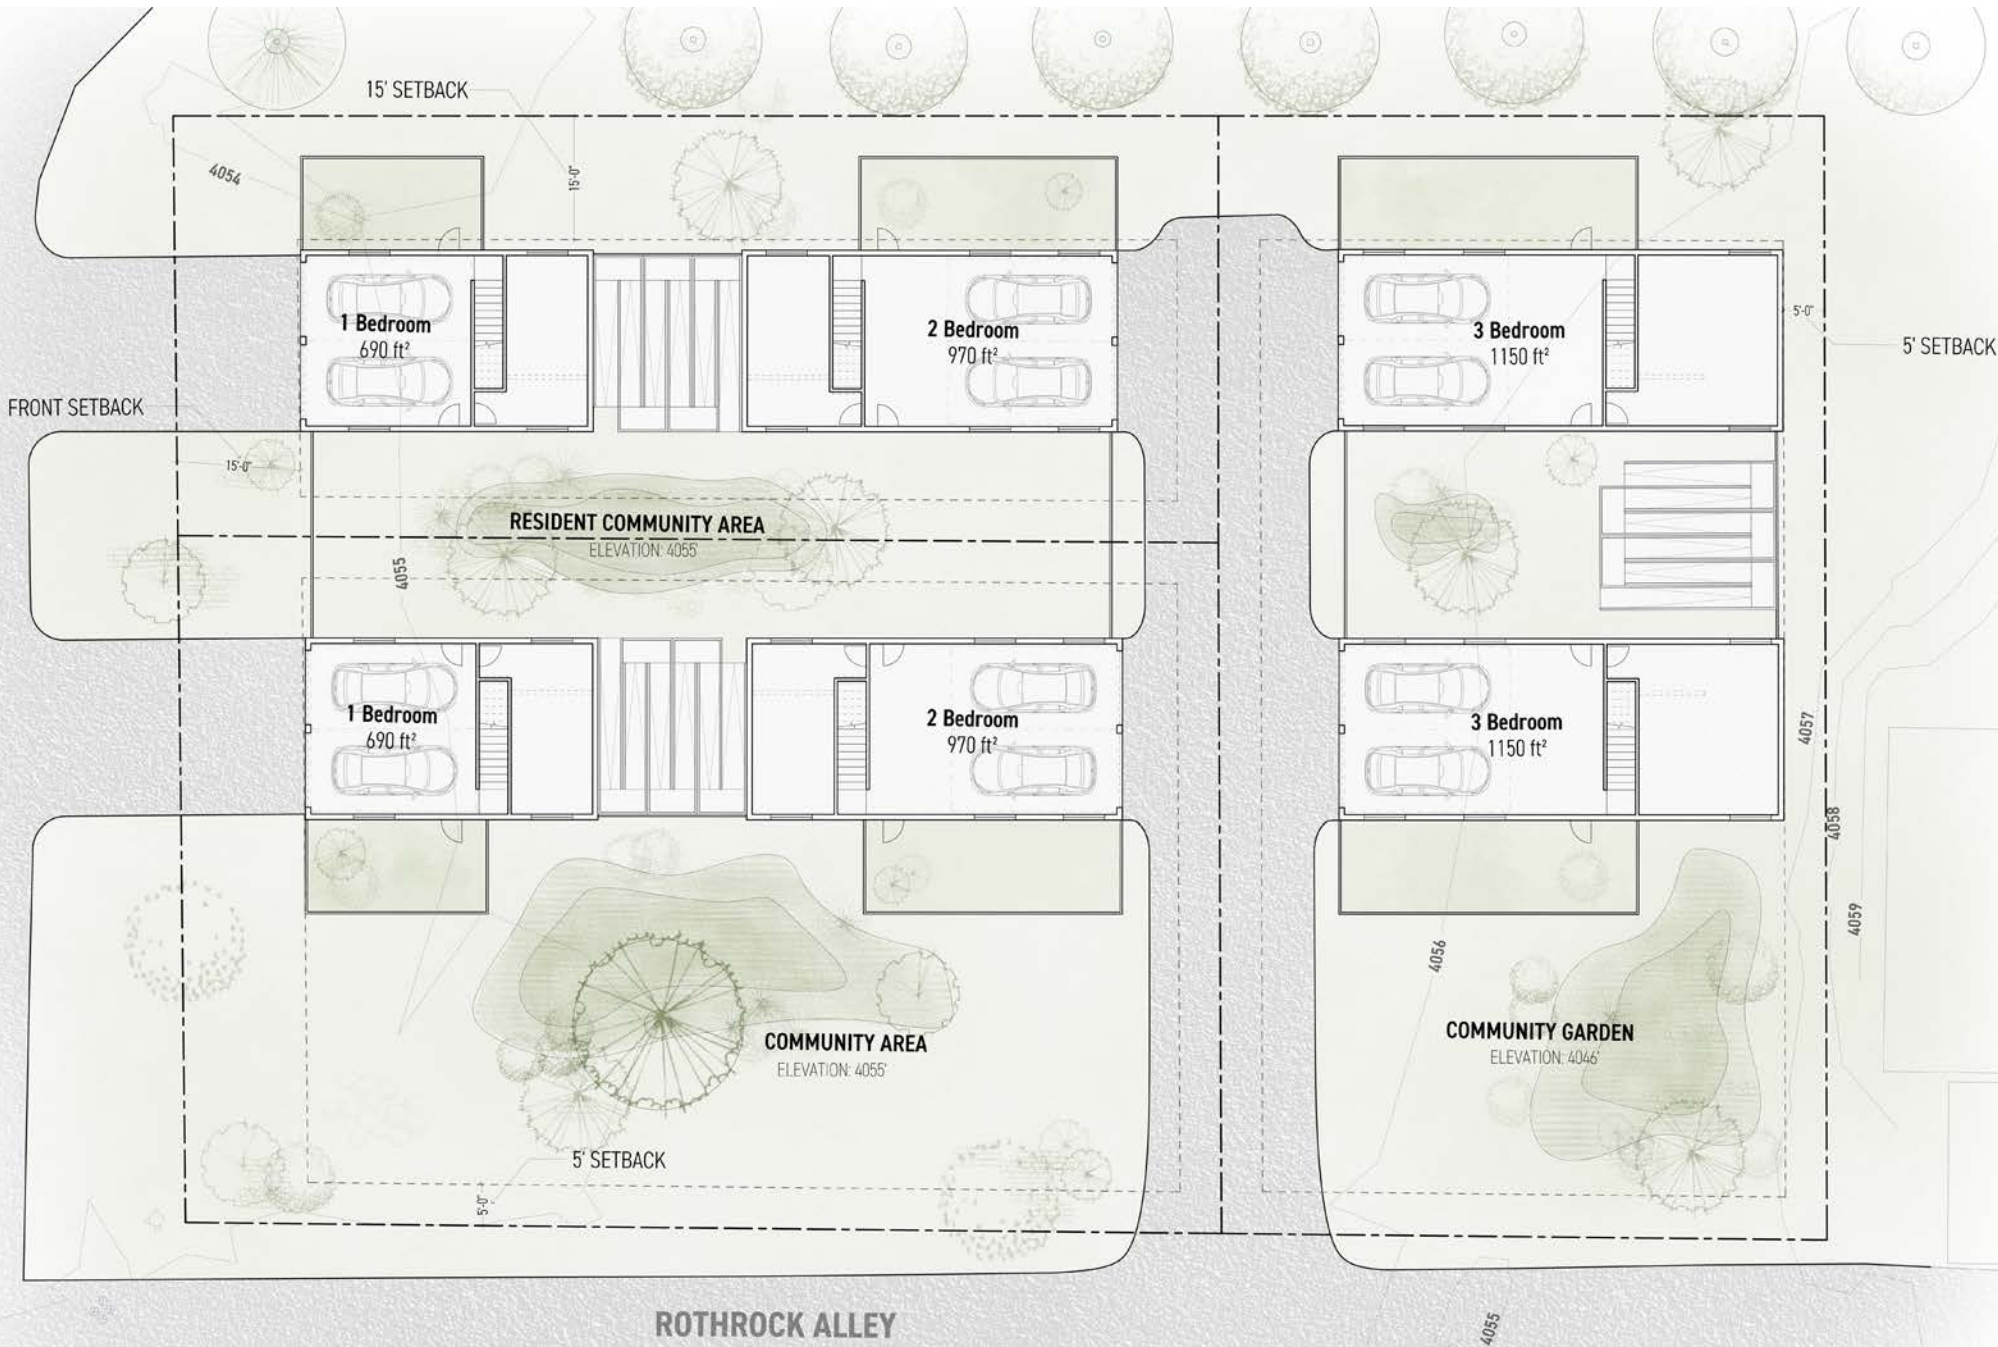 15' SETBACK
4054
15'-0"
1 Bedroom
690 ft²
2 Bedroom
970 ft²
3 Bedroom
1150 ft²
5'-0"
5' SETBACK
FRONT SETBACK
15'-0"
RESIDENT COMMUNITY AREA
ELEVATION: 4055'
4055
1 Bedroom
690 ft²
2 Bedroom
970 ft²
3 Bedroom
1150 ft²
4057
4058
4059
4056
COMMUNITY AREA
ELEVATION: 4055'
COMMUNITY GARDEN
ELEVATION: 4046'
5' SETBACK
5'-0"
ROTHROCK ALLEY
4055